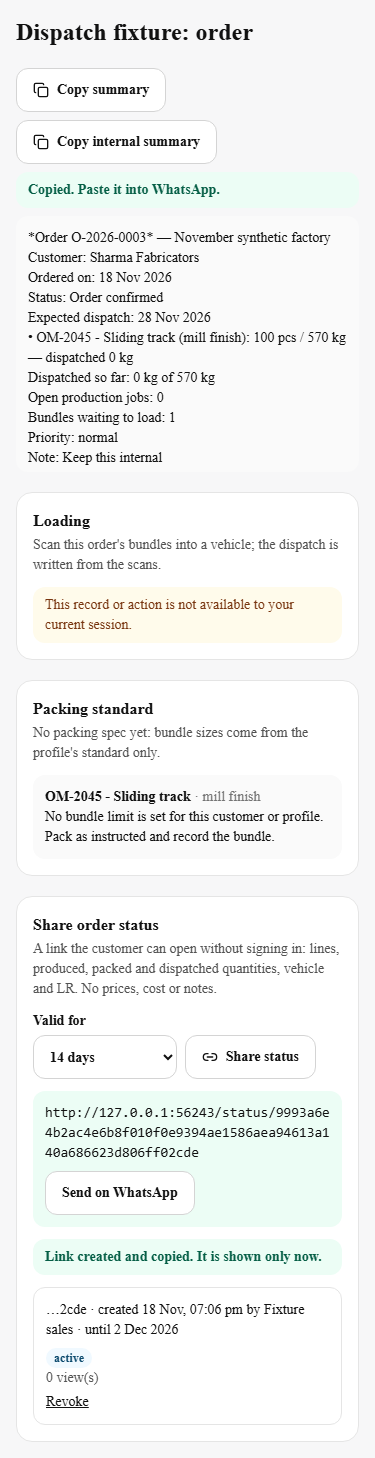 Dispatch fixture: order
Copy summary
Copy internal summary
Copied. Paste it into WhatsApp.
*Order O-2026-0003* — November synthetic factory
Customer: Sharma Fabricators
Ordered on: 18 Nov 2026
Status: Order confirmed
Expected dispatch: 28 Nov 2026
• OM-2045 - Sliding track (mill finish): 100 pcs / 570 kg
— dispatched 0 kg
Dispatched so far: 0 kg of 570 kg
Open production jobs: 0
Bundles waiting to load: 1
Priority: normal
Note: Keep this internal
Loading
Scan this order's bundles into a vehicle; the dispatch is
written from the scans.
This record or action is not available to your
current session.
Packing standard
No packing spec yet: bundle sizes come from the
profile's standard only.
OM-2045 - Sliding track · mill finish
No bundle limit is set for this customer or profile.
Pack as instructed and record the bundle.
Share order status
A link the customer can open without signing in: lines,
produced, packed and dispatched quantities, vehicle
and LR. No prices, cost or notes.
Valid for
14 days
Share status
http://127.0.0.1:56243/status/9993a6e
4b2ac4e6b8f010f0e9394ae1586aea94613a1
40a686623d806ff02cde
Send on WhatsApp
Link created and copied. It is shown only now.
…2cde · created 18 Nov, 07:06 pm by Fixture
sales · until 2 Dec 2026
active
0 view(s)
Revoke